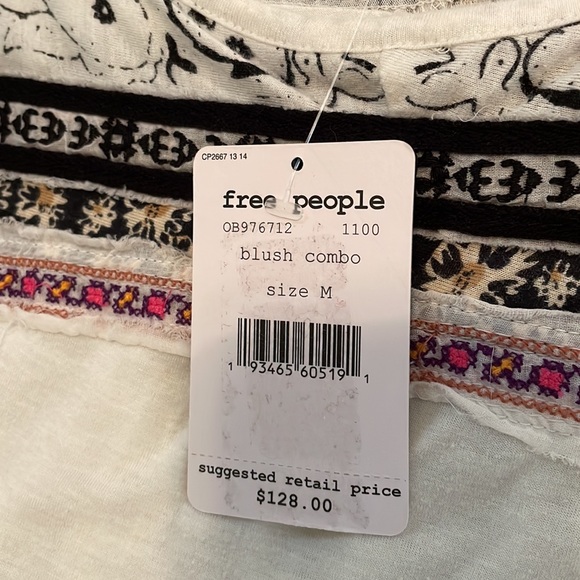 CP2667 13 14
free people
OB976712 1100
blush combo
size M
1 93465 60519 1
suggested retail price
$128.00